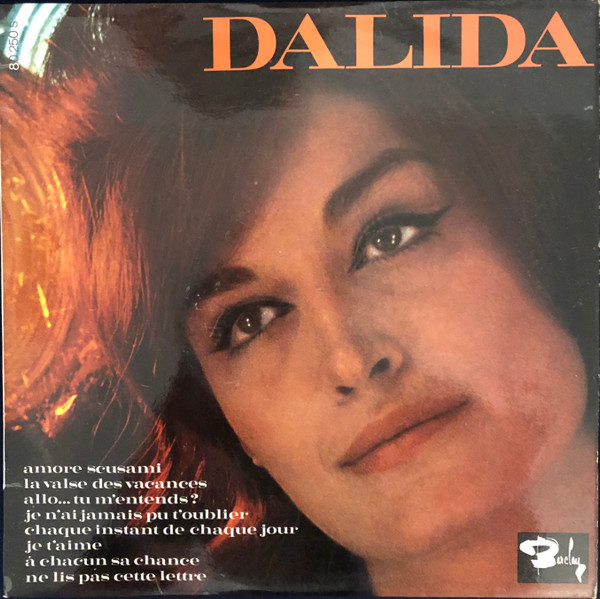 80250 S
DALIDA
amore scusami
la valse des vacances
allo... tu m'entends?
je n'ai jamais pu t'oublier
chaque instant de chaque jour
je t'aime
à chacun sa chance
ne lis pas cette lettre
Barclay